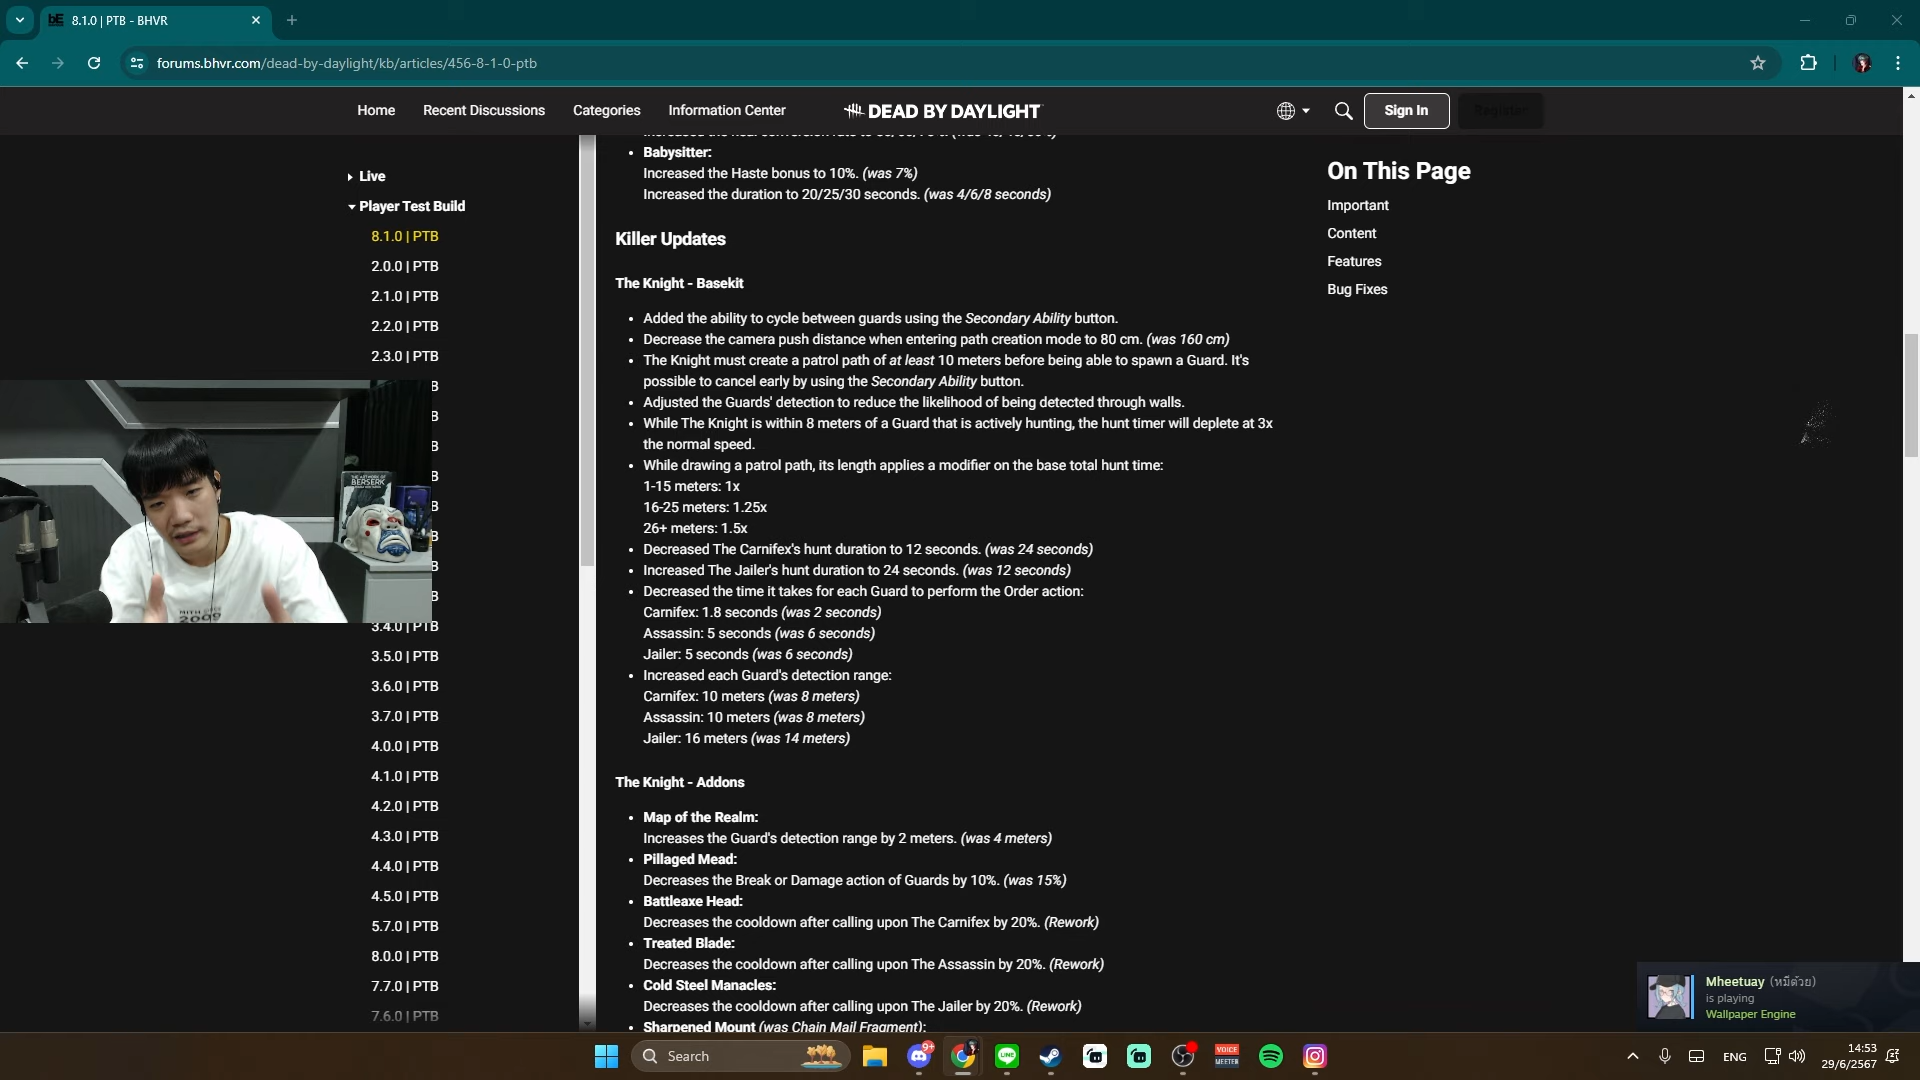 8.1.0 | PTB - BHVR
forums.bhvr.com/dead-by-daylight/kb/articles/456-8-1-0-ptb
Home
Recent Discussions
Categories
Information Center
DEAD BY DAYLIGHT
Sign In
Register
Live
Player Test Build
8.1.0 | PTB
2.0.0 | PTB
2.1.0 | PTB
2.2.0 | PTB
2.3.0 | PTB
B
B
B
B
B
B
B
B
3.4.0 | PTB
3.5.0 | PTB
3.6.0 | PTB
3.7.0 | PTB
4.0.0 | PTB
4.1.0 | PTB
4.2.0 | PTB
4.3.0 | PTB
4.4.0 | PTB
4.5.0 | PTB
5.7.0 | PTB
8.0.0 | PTB
7.7.0 | PTB
7.6.0 | PTB
BERSERK
2009
Babysitter:
Increased the Haste bonus to 10%. (was 7%)
Increased the duration to 20/25/30 seconds. (was 4/6/8 seconds)
Killer Updates
The Knight - Basekit
Added the ability to cycle between guards using the Secondary Ability button.
Decrease the camera push distance when entering path creation mode to 80 cm. (was 160 cm)
The Knight must create a patrol path of at least 10 meters before being able to spawn a Guard. It's
possible to cancel early by using the Secondary Ability button.
Adjusted the Guards' detection to reduce the likelihood of being detected through walls.
While The Knight is within 8 meters of a Guard that is actively hunting, the hunt timer will deplete at 3x
the normal speed.
While drawing a patrol path, its length applies a modifier on the base total hunt time:
1-15 meters: 1x
16-25 meters: 1.25x
26+ meters: 1.5x
Decreased The Carnifex's hunt duration to 12 seconds. (was 24 seconds)
Increased The Jailer's hunt duration to 24 seconds. (was 12 seconds)
Decreased the time it takes for each Guard to perform the Order action:
Carnifex: 1.8 seconds (was 2 seconds)
Assassin: 5 seconds (was 6 seconds)
Jailer: 5 seconds (was 6 seconds)
Increased each Guard's detection range:
Carnifex: 10 meters (was 8 meters)
Assassin: 10 meters (was 8 meters)
Jailer: 16 meters (was 14 meters)
The Knight - Addons
Map of the Realm:
Increases the Guard's detection range by 2 meters. (was 4 meters)
Pillaged Mead:
Decreases the Break or Damage action of Guards by 10%. (was 15%)
Battleaxe Head:
Decreases the cooldown after calling upon The Carnifex by 20%. (Rework)
Treated Blade:
Decreases the cooldown after calling upon The Assassin by 20%. (Rework)
Cold Steel Manacles:
Decreases the cooldown after calling upon The Jailer by 20%. (Rework)
Sharpened Mount (was Chain Mail Fragment):
On This Page
Important
Content
Features
Bug Fixes
Mheetuay (หมีด้วย)
is playing
Wallpaper Engine
Search
9+
LINE
VOICE
MEETER
ENG
14:53
29/6/2567